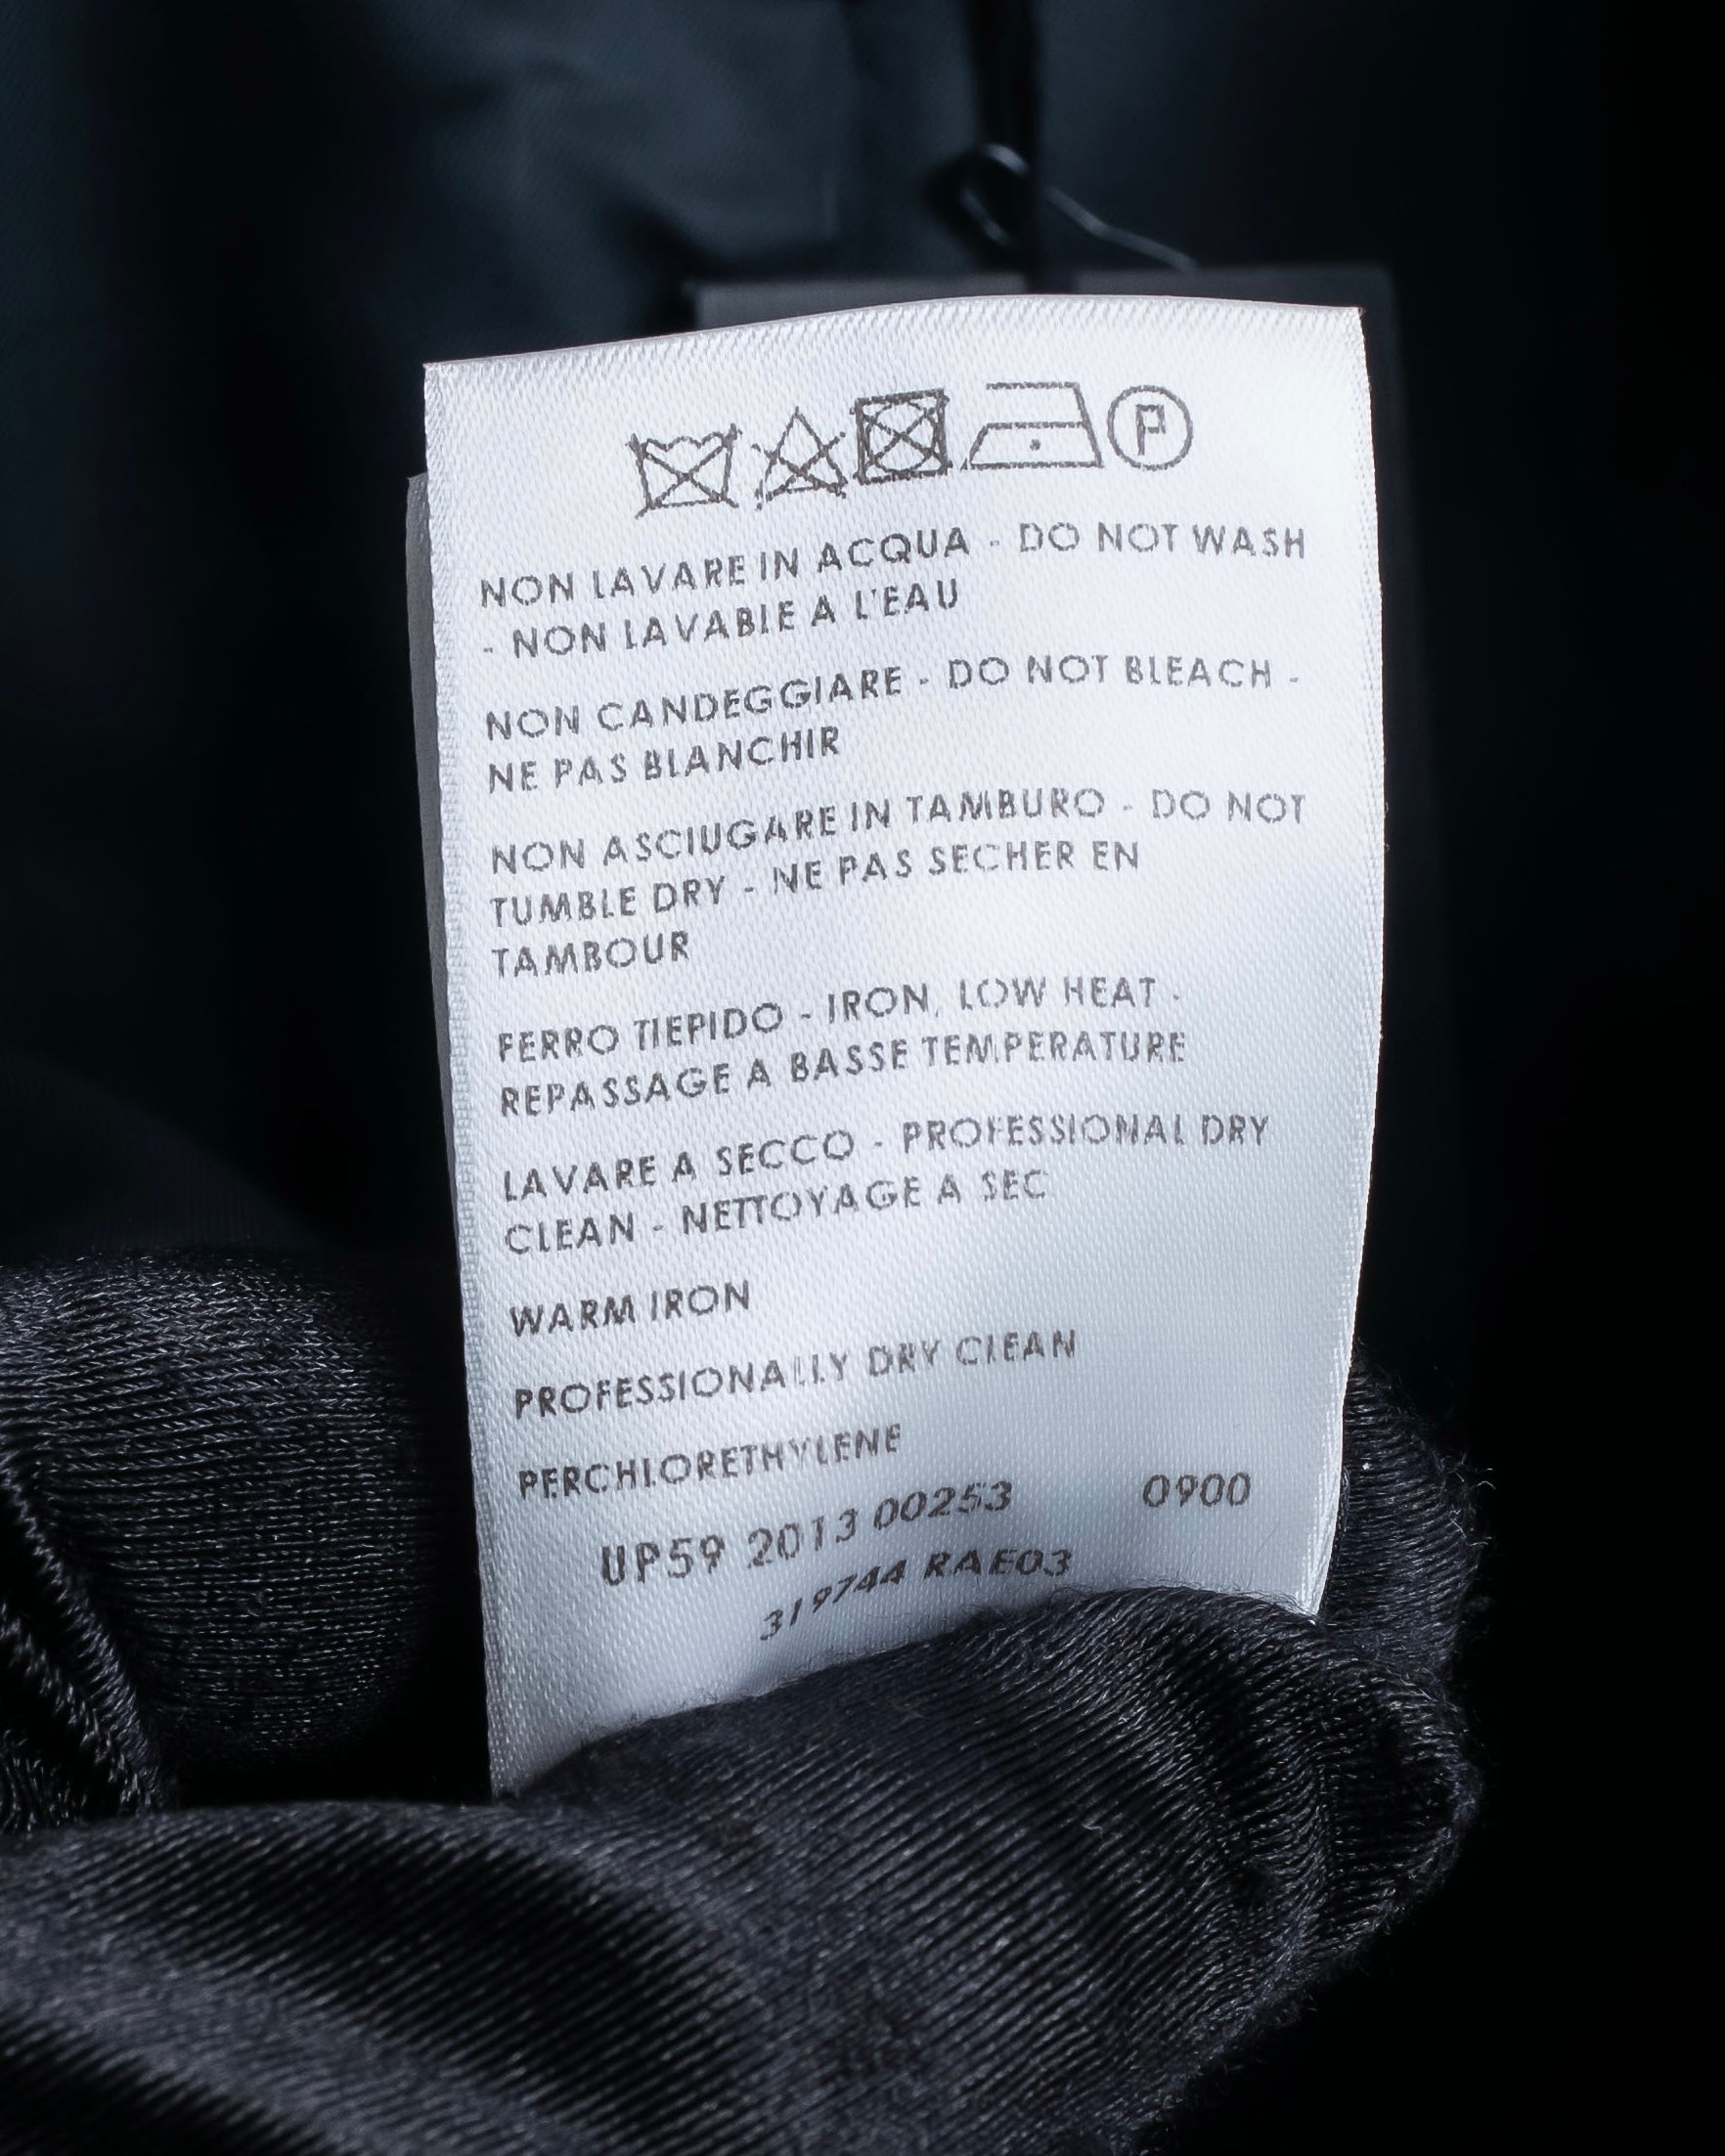 P
NON LAVARE IN ACQUA - DO NOT WASH
- NON LAVABLE A L'EAU
NON CANDEGGIARE - DO NOT BLEACH -
NE PAS BLANCHIR
NON ASCIUGARE IN TAMBURO - DO NOT
TUMBLE DRY - NE PAS SECHER EN
TAMBOUR
FERRO TIEPIDO - IRON, LOW HEAT -
REPASSAGE A BASSE TEMPERATURE
LAVARE A SECCO - PROFESSIONAL DRY
CLEAN - NETTOYAGE A SEC
WARM IRON
PROFESSIONALLY DRY CLEAN
PERCHLORETHYLENE
UP59 2013 00253 0900
319744 RAE03